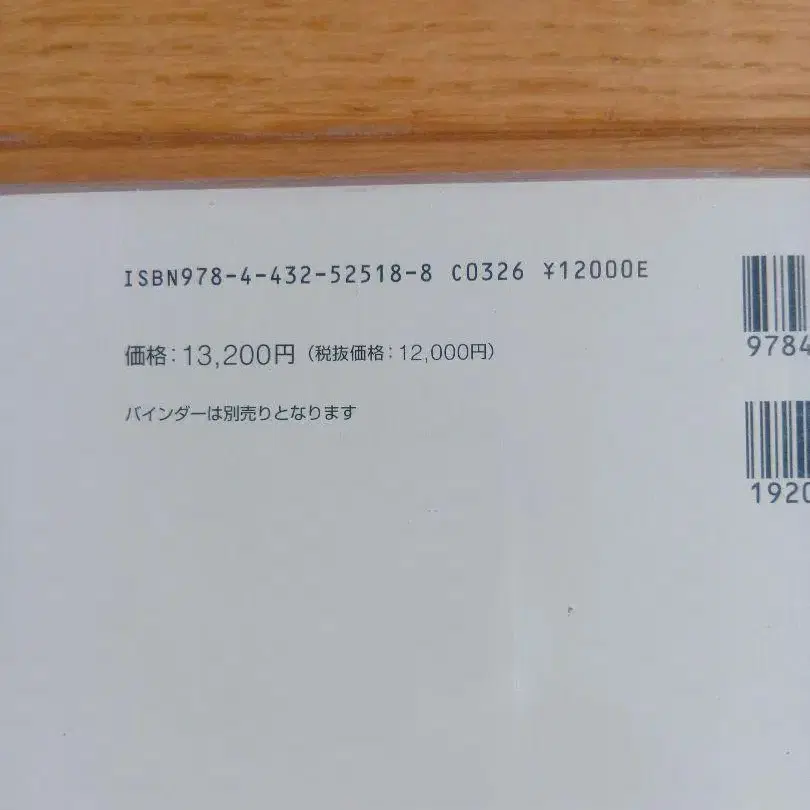 ISBN978-4-432-52518-8 C0326 ¥12000E
価格：13,200円（税抜価格：12,000円）
バインダーは別売りとなります
9784
1920